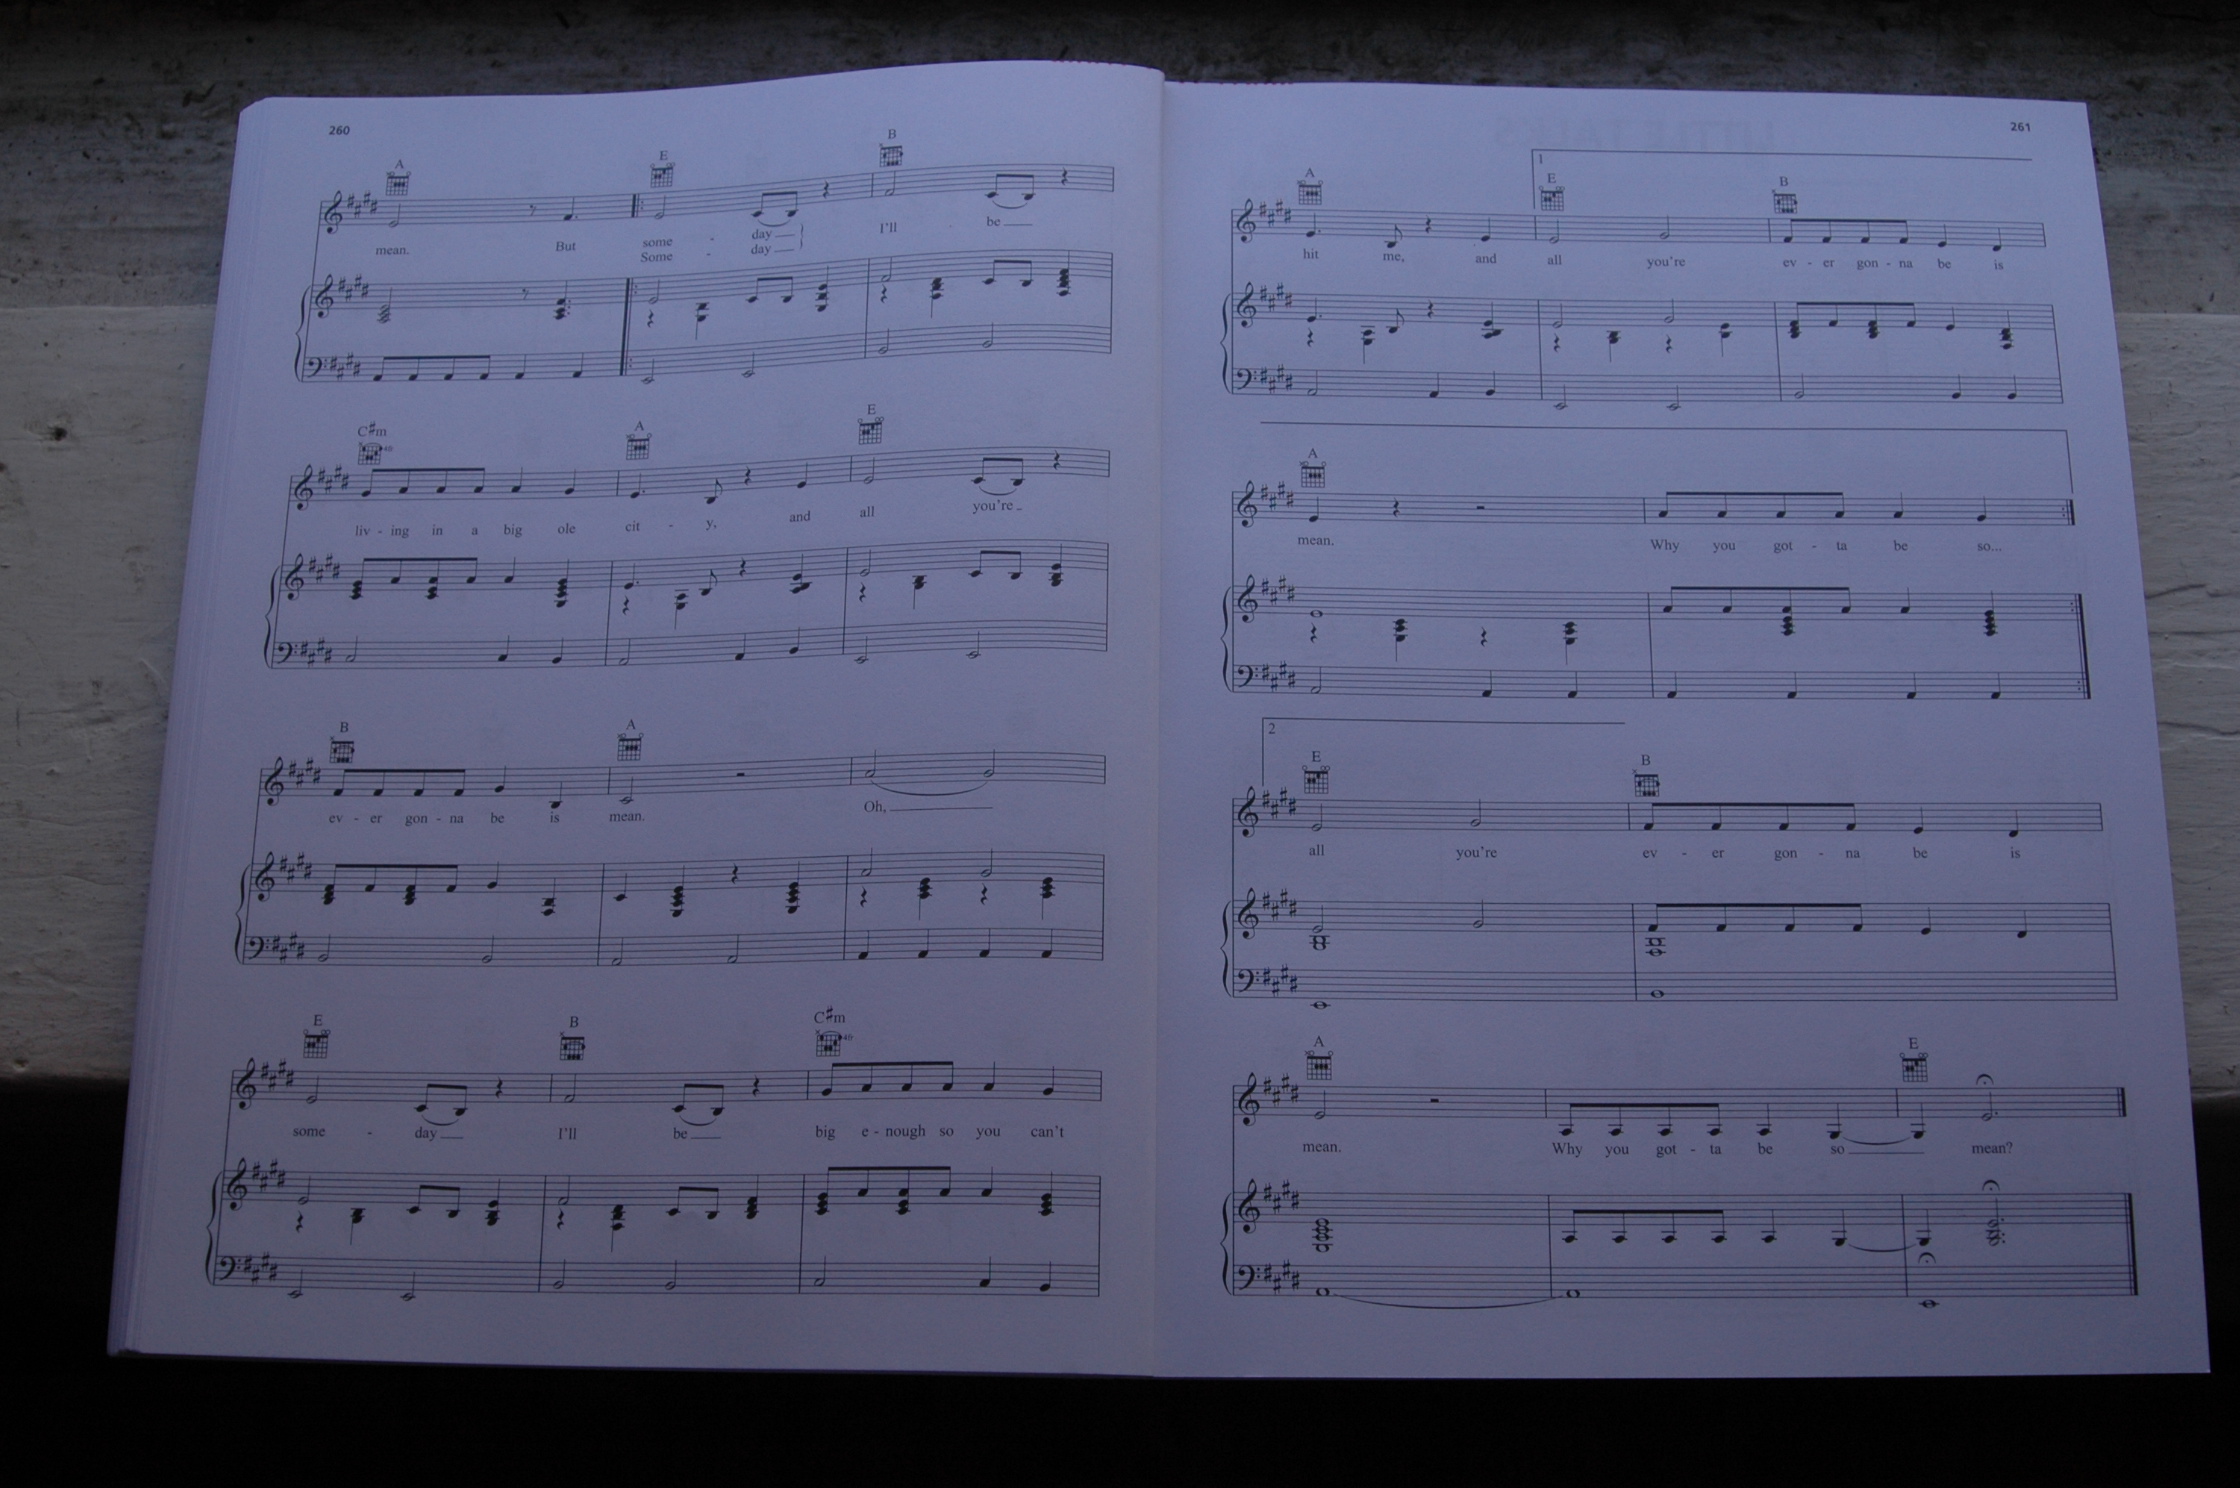 260
A E B
mean. But some - day I'll be
Some - day
C#m A E
liv - ing in a big ole cit - y, and all you're
B A
ev - er gon - na be is mean. Oh,
E B C#m
some - day I'll be big e - nough so you can't
261
1
A E B
hit me, and all you're ev - er gon - na be is
A
mean. Why you got - ta be so...
2
E B
all you're ev - er gon - na be is
A E
mean. Why you got - ta be so mean?